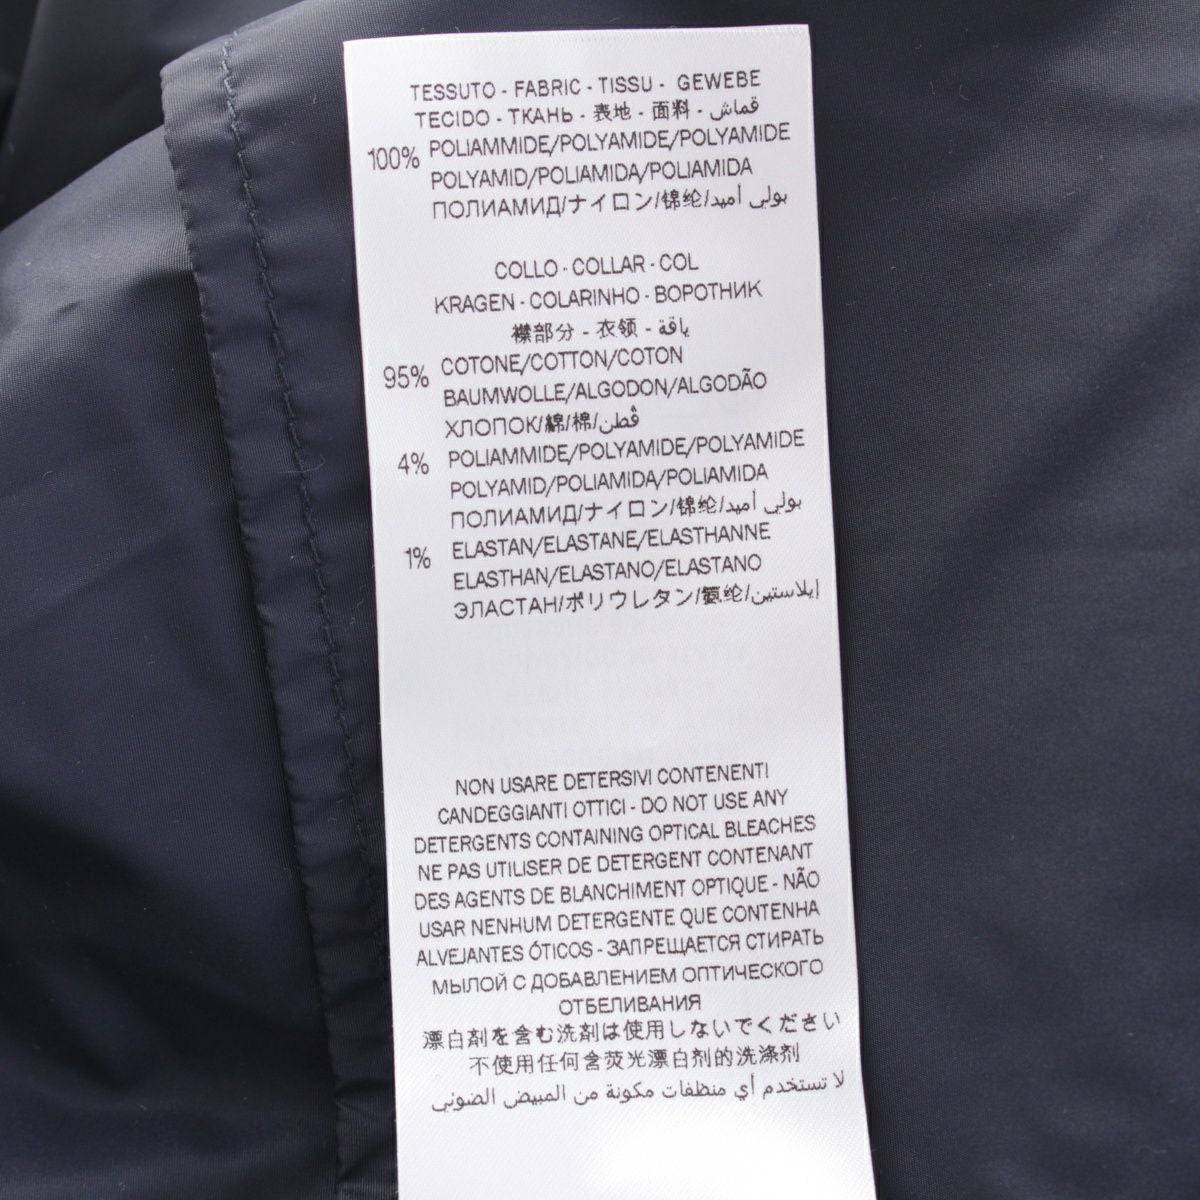 TESSUTO - FABRIC - TISSU - GEWEBE
TECIDO - ТКАНЬ - 表地 - 面料 - قماش
100% POLIAMMIDE/POLYAMIDE/POLYAMIDE
POLYAMID/POLIAMIDA/POLIAMIDA
ПОЛИАМИД/ナイロン/锦纶/بولي أميد
COLLO - COLLAR - COL
KRAGEN - COLARINHO - ВОРОТНИК
襟部分 - 衣领 - ياقة
95% COTONE/COTTON/COTON
BAUMWOLLE/ALGODON/ALGODÃO
ХЛОПОК/綿/棉/قطن
4% POLIAMMIDE/POLYAMIDE/POLYAMIDE
POLYAMID/POLIAMIDA/POLIAMIDA
ПОЛИАМИД/ナイロン/锦纶/بولي أميد
1% ELASTAN/ELASTANE/ELASTHANNE
ELASTHAN/ELASTANO/ELASTANO
ЭЛАСТАН/ポリウレタン/氨纶/إيلاستين
NON USARE DETERSIVI CONTENENTI
CANDEGGIANTI OTTICI - DO NOT USE ANY
DETERGENTS CONTAINING OPTICAL BLEACHES
NE PAS UTILISER DE DETERGENT CONTENANT
DES AGENTS DE BLANCHIMENT OPTIQUE - NÃO
USAR NENHUM DETERGENTE QUE CONTENHA
ALVEJANTES ÓTICOS - ЗАПРЕЩАЕТСЯ СТИРАТЬ
МЫЛОЙ С ДОБАВЛЕНИЕМ ОПТИЧЕСКОГО
ОТБЕЛИВАНИЯ
漂白剤を含む洗剤は使用しないでください
不使用任何含荧光漂白剂的洗涤剂
لا تستخدم أي منظفات مكونة من المبيض الضوئي